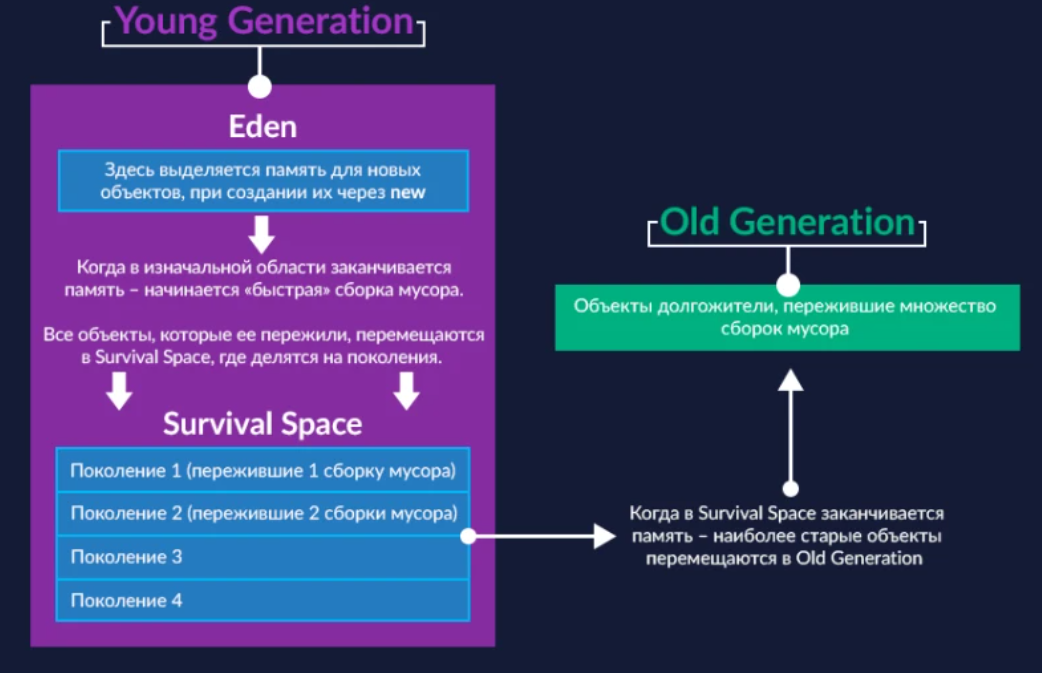 Young Generation
Eden
Здесь выделяется память для новых
объектов, при создании их через new
Когда в изначальной области заканчивается
память – начинается «быстрая» сборка мусора.
Все объекты, которые ее пережили, перемещаются
в Survival Space, где делятся на поколения.
Survival Space
Поколение 1 (пережившие 1 сборку мусора)
Поколение 2 (пережившие 2 сборки мусора)
Поколение 3
Поколение 4
Old Generation
Объекты долгожители, пережившие множество
сборок мусора
Когда в Survival Space заканчивается
память – наиболее старые объекты
перемещаются в Old Generation